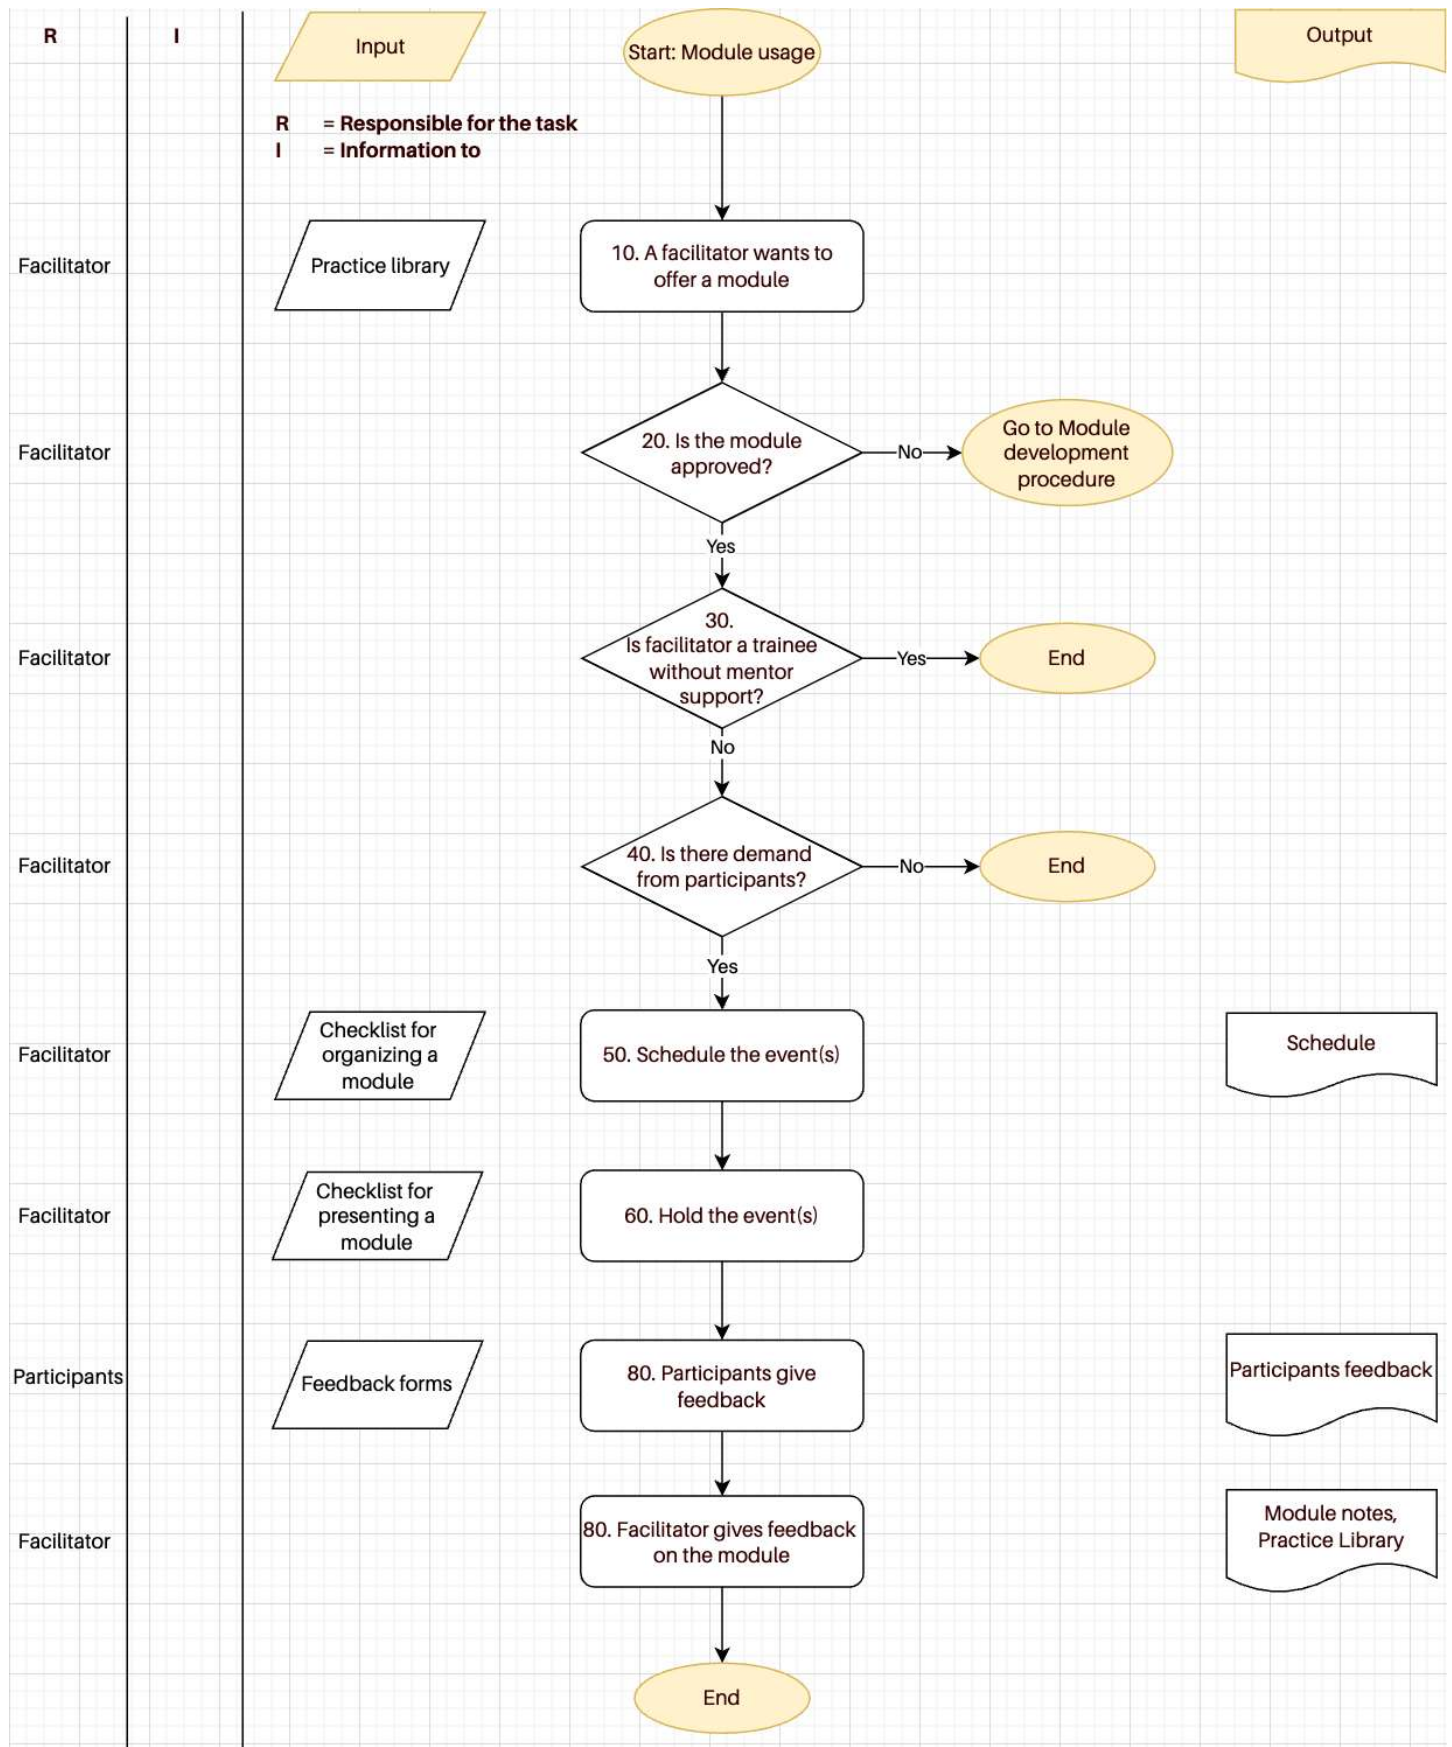 R
I
Input
Start: Module usage
Output
R = Responsible for the task
I = Information to
Facilitator
Practice library
10. A facilitator wants to
offer a module
Facilitator
20. Is the module
approved?
No
Go to Module
development
procedure
Yes
Facilitator
30.
Is facilitator a trainee
without mentor
support?
Yes
End
No
Facilitator
40. Is there demand
from participants?
No
End
Yes
Facilitator
Checklist for
organizing a
module
50. Schedule the event(s)
Schedule
Facilitator
Checklist for
presenting a
module
60. Hold the event(s)
Participants
Feedback forms
80. Participants give
feedback
Participants feedback
Facilitator
80. Facilitator gives feedback
on the module
Module notes,
Practice Library
End